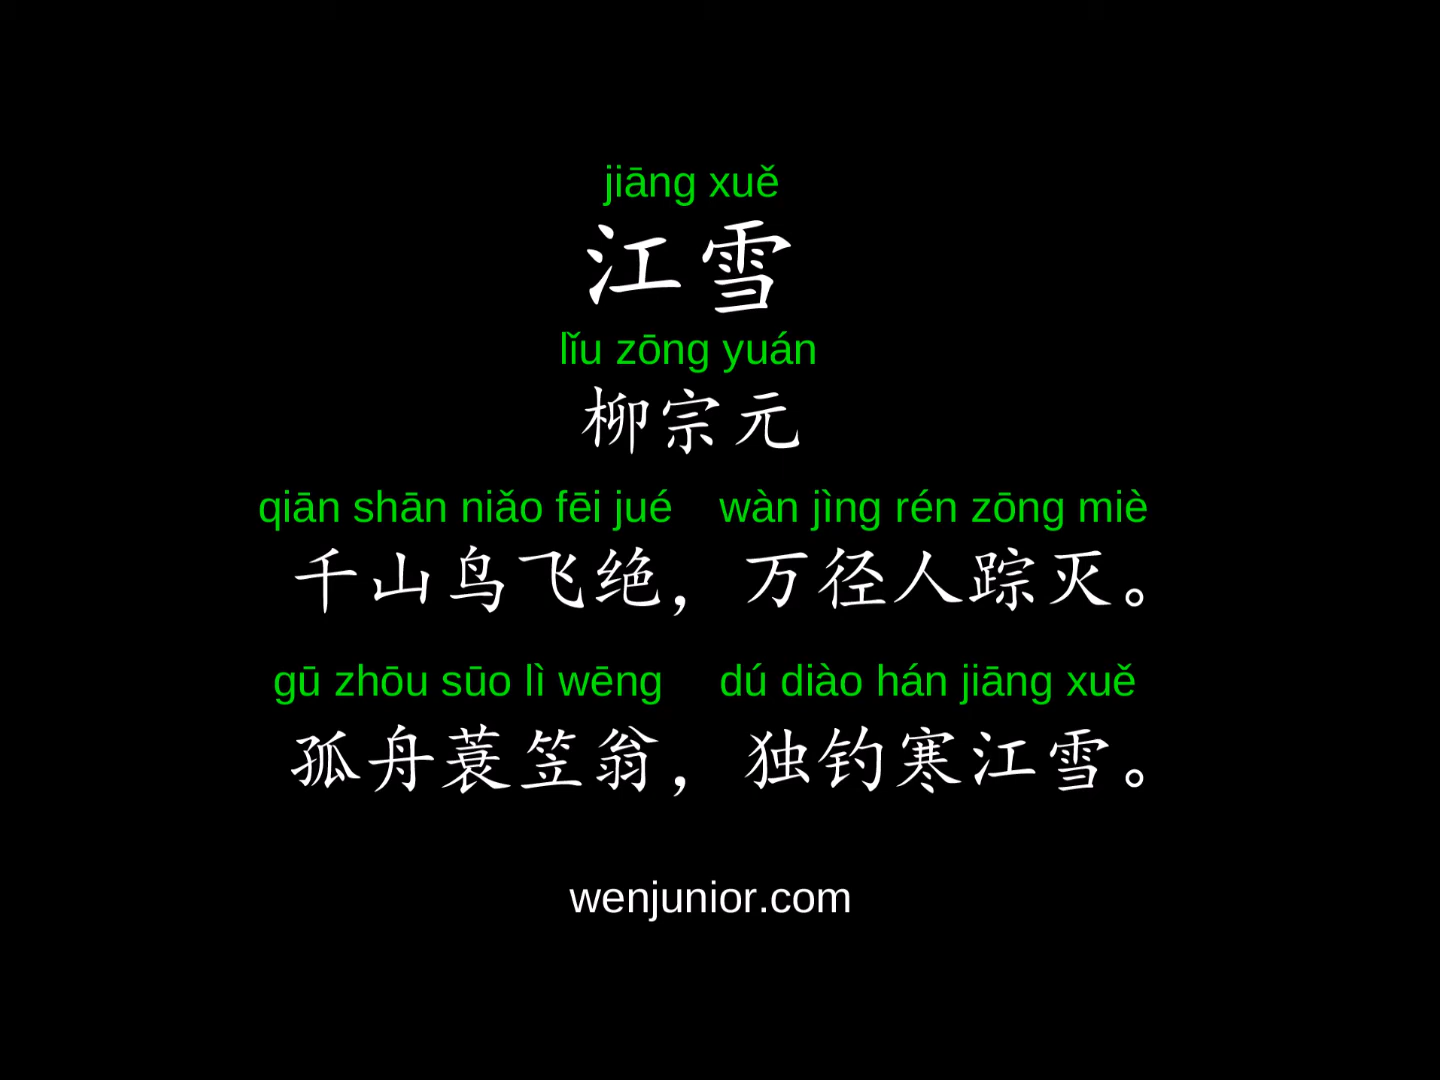 jiāng xuě
江雪
lǐu zōng yuán
柳宗元
qiān shān niǎo fēi jué wàn jìng rén zōng miè
千山鸟飞绝，万径人踪灭。
gū zhōu sūo lì wēng dú diào hán jiāng xuě
孤舟蓑笠翁，独钓寒江雪。
wenjunior.com